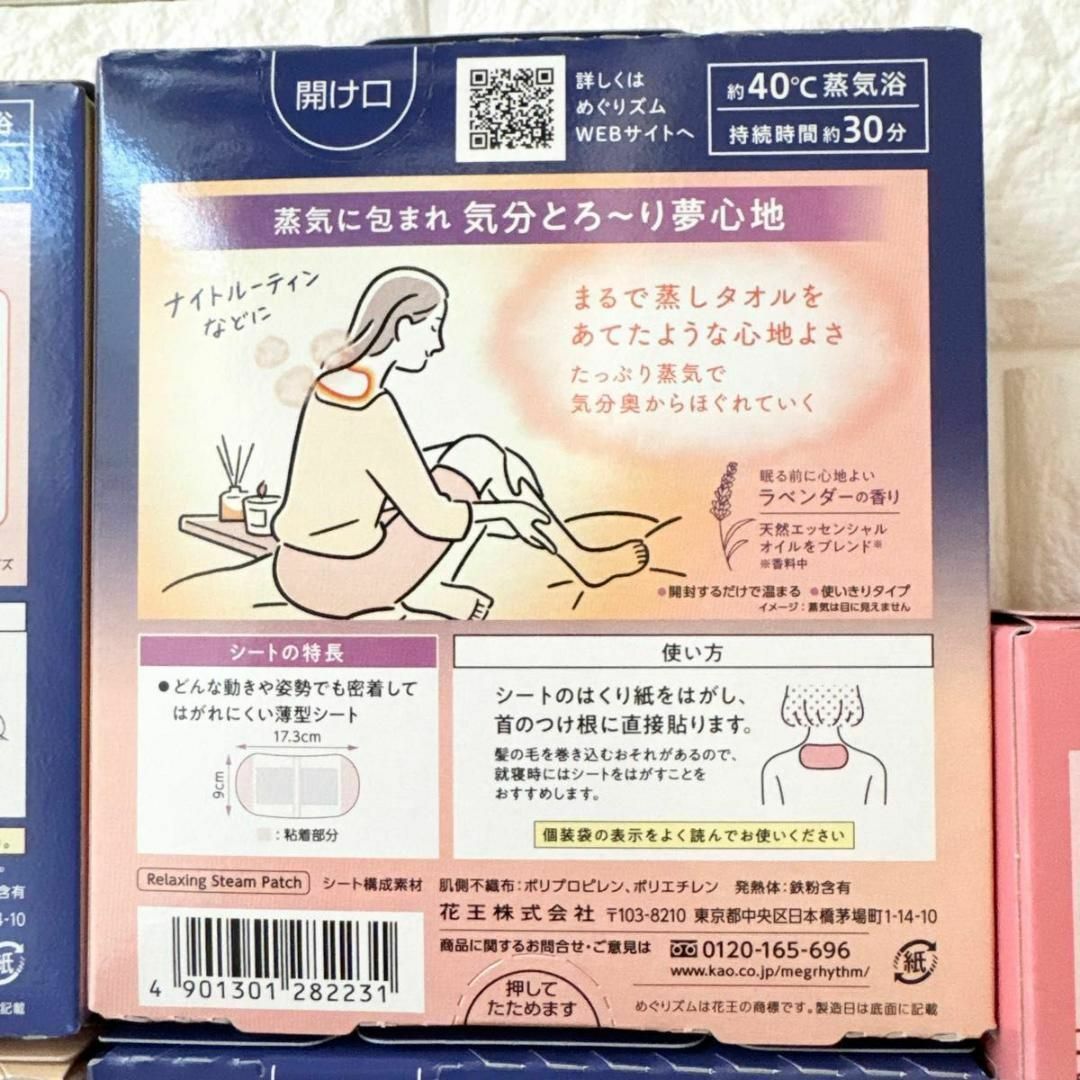 開け口
詳しくは
めぐりズム
WEBサイトへ
約40℃蒸気浴
持続時間約30分
蒸気に包まれ 気分とろ〜り夢心地
ナイトルーティン
などに
まるで蒸しタオルを
あてたような心地よさ
たっぷり蒸気で
気分奥からほぐれていく
眠る前に心地よい
ラベンダーの香り
天然エッセンシャル
オイルをブレンド※
※香料中
●開封するだけで温まる ●使いきりタイプ
イメージ:蒸気は目に見えません
シートの特長
●どんな動きや姿勢でも密着して
はがれにくい薄型シート
17.3cm
9cm
:粘着部分
使い方
シートのはくり紙をはがし、
首のつけ根に直接貼ります。
髪の毛を巻き込むおそれがあるので、
就寝時にはシートをはがすことを
おすすめします。
個装袋の表示をよく読んでお使いください
Relaxing Steam Patch
シート構成素材 肌側不織布:ポリプロピレン、ポリエチレン 発熱体:鉄粉含有
花王株式会社 〒103-8210 東京都中央区日本橋茅場町1-14-10
商品に関するお問合せ・ご意見は 0120-165-696
www.kao.co.jp/megrhythm/
紙
4 901301 282231
押して
たためます
めぐりズムは花王の商標です。製造日は底面に記載
浴
分
ズ
含有
4-10
紙
記載